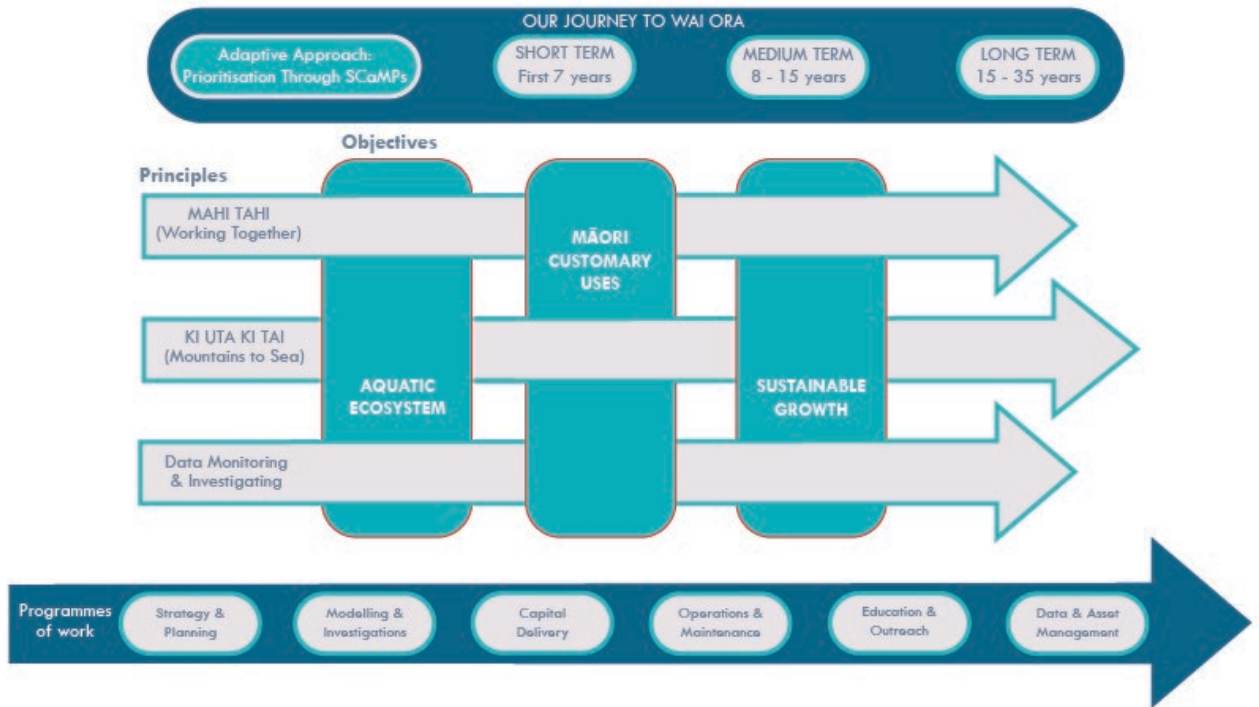 OUR JOURNEY TO WAI ORA
Adaptive Approach:
Prioritisation Through SCaMPs
SHORT TERM
First 7 years
MEDIUM TERM
8 - 15 years
LONG TERM
15 - 35 years
Objectives
Principles
MAHI TAHI
(Working Together)
MĀORI
CUSTOMARY
USES
KI UTA KI TAI
(Mountains to Sea)
AQUATIC
ECOSYSTEM
SUSTAINABLE
GROWTH
Data Monitoring
& Investigating
Programmes
of work
Strategy &
Planning
Modelling &
Investigations
Capital
Delivery
Operations &
Maintenance
Education &
Outreach
Data & Asset
Management